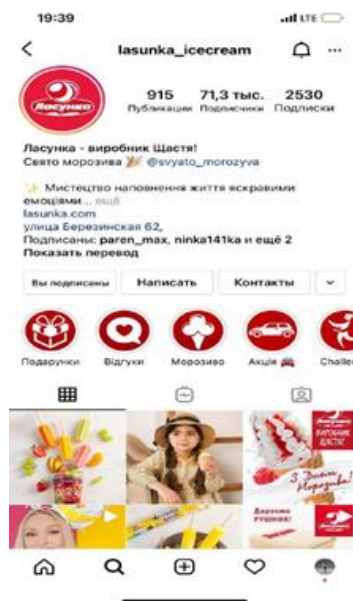 19:39
LTE
lasunka_icecream
Ласунка
915 71,3 тыс. 2530
Публикации Подписчики Подписки
Ласунка - виробник Щастя!
Свято морозива 🎉 @svyato_morozyva
✨ Мистецтво наповнення життя яскравими
емоціями... ещё
lasunka.com
улица Березинская 62,
Подписаны: paren_max, ninka141ka и ещё 2
Показать перевод
Вы подписаны Написать Контакты
Подарунки Відгуки Морозиво Акція 🚘 Challe
Ласунка
ВИРОБНИК
ЩАСТЯ!
З Днем
Морозива!
Даруємо
РУШНИК!